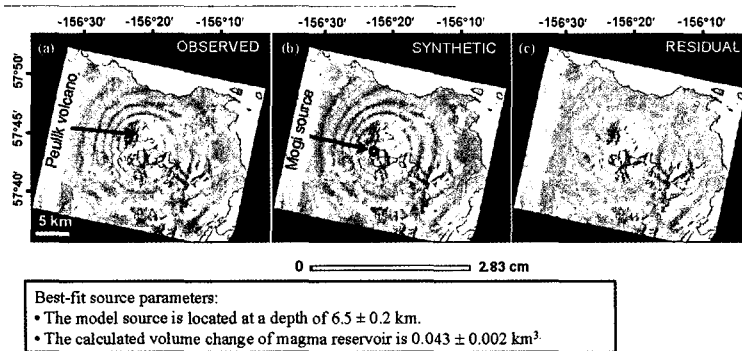 -156°30' -156°20' -156°10' -156°30' -156°20' -156°10' -156°30' -156°20' -156°10'
(a) OBSERVED (b) SYNTHETIC (c) RESIDUAL
57°50'
57°45'
57°40'
Peulik volcano
Mogi source
5 km
0 2.83 cm
Best-fit source parameters:
• The model source is located at a depth of 6.5 ± 0.2 km.
• The calculated volume change of magma reservoir is 0.043 ± 0.002 km³.